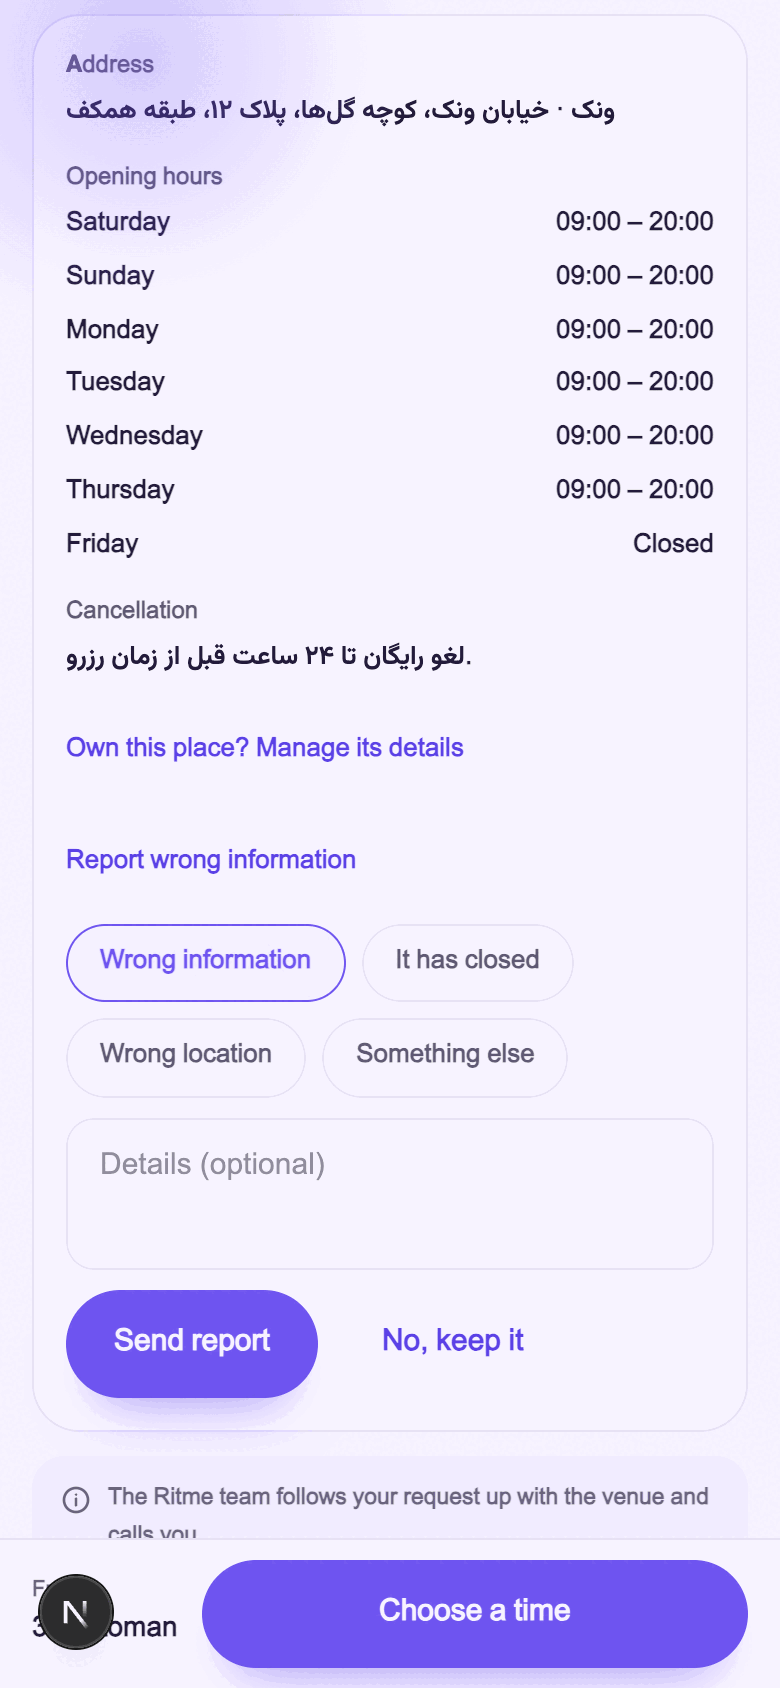 Address
ونک · خیابان ونک، کوچه گل‌ها، پلاک ۱۲، طبقه همکف
Opening hours
Saturday 09:00 – 20:00
Sunday 09:00 – 20:00
Monday 09:00 – 20:00
Tuesday 09:00 – 20:00
Wednesday 09:00 – 20:00
Thursday 09:00 – 20:00
Friday Closed
Cancellation
لغو رایگان تا ۲۴ ساعت قبل از زمان رزرو.
Own this place? Manage its details
Report wrong information
Wrong information It has closed
Wrong location Something else
Details (optional)
Send report No, keep it
The Ritme team follows your request up with the venue and
calls you
Choose a time
N